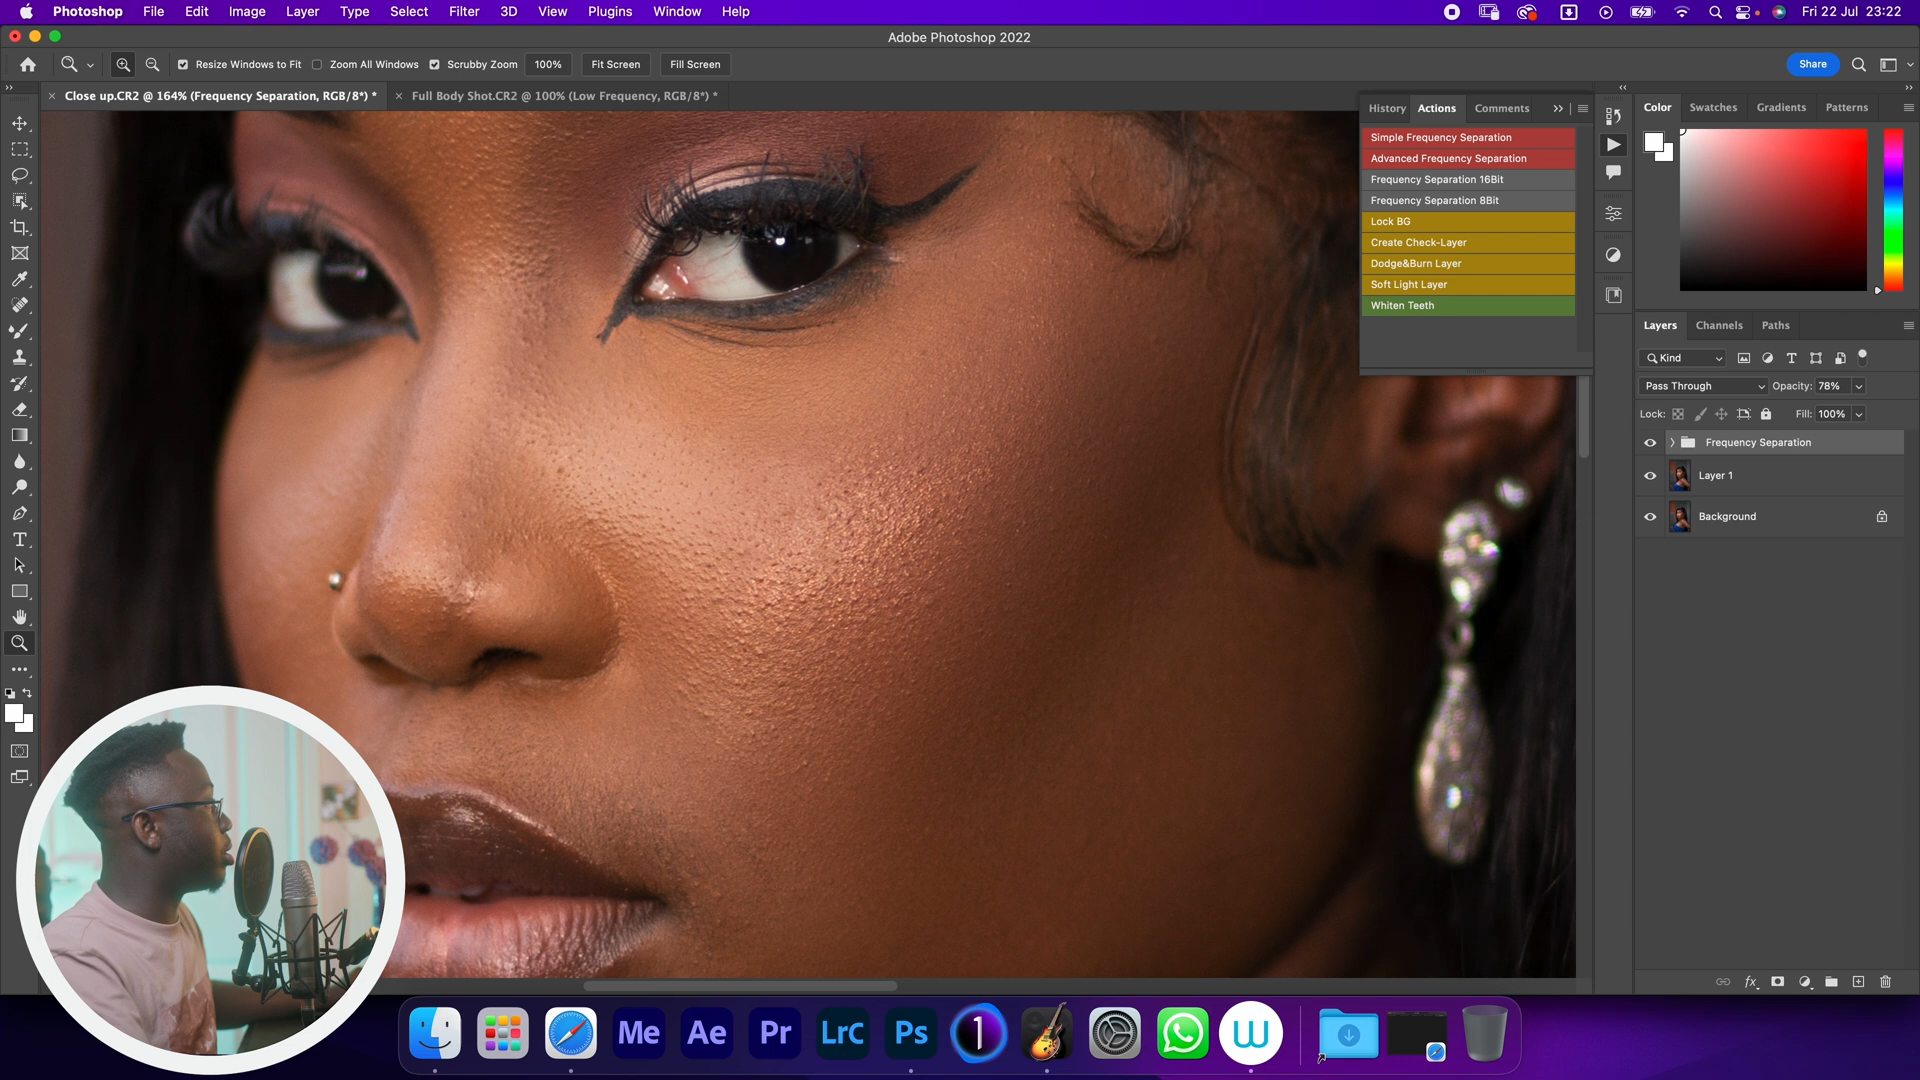 Photoshop File Edit Image Layer Type Select Filter 3D View Plugins Window Help Fri 22 Jul 23:22
Adobe Photoshop 2022
Resize Windows to Fit Zoom All Windows Scrubby Zoom 100% Fit Screen Fill Screen Share
Close up.CR2 @ 164% (Frequency Separation, RGB/8*) * Full Body Shot.CR2 @ 100% (Low Frequency, RGB/8*) *
History Actions Comments
Simple Frequency Separation
Advanced Frequency Separation
Frequency Separation 16Bit
Frequency Separation 8Bit
Lock BG
Create Check-Layer
Dodge&Burn Layer
Soft Light Layer
Whiten Teeth
Color Swatches Gradients Patterns
Layers Channels Paths
Kind
Pass Through Opacity: 78%
Lock: Fill: 100%
Frequency Separation
Layer 1
Background
fx
Me Ae Pr LrC Ps 1 W